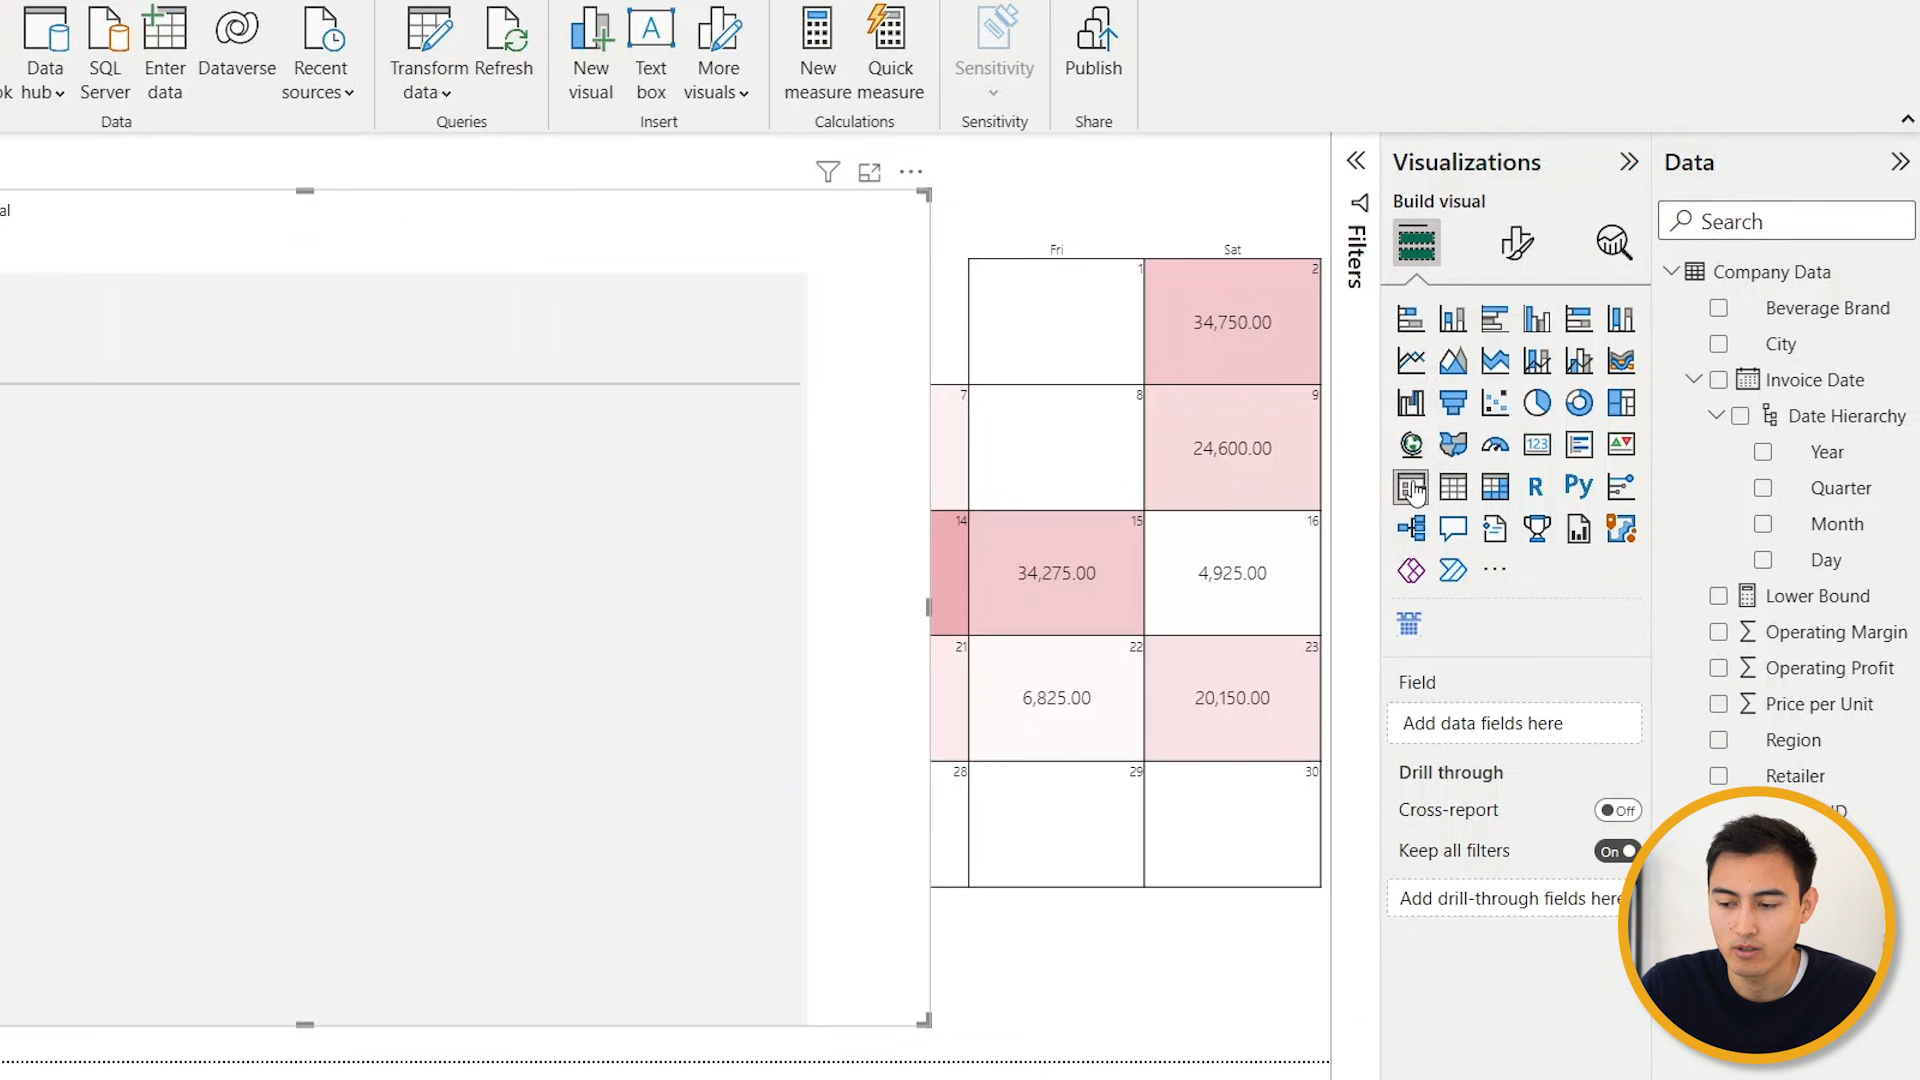 Data
hub
SQL
Server
Enter
data
Dataverse
Recent
sources
Data
Transform
data
Refresh
Queries
New
visual
A
Text
box
More
visuals
Insert
New
measure
Quick
measure
Calculations
Sensitivity
Sensitivity
Publish
Share
al
Fri
Sat
1
2
34,750.00
7
8
9
24,600.00
14
15
16
34,275.00
4,925.00
21
22
23
6,825.00
20,150.00
28
29
30
Filters
Visualizations
Build visual
123
R
Py
Field
Add data fields here
Drill through
Cross-report
Off
Keep all filters
On
Add drill-through fields here
Data
Search
Company Data
Beverage Brand
City
Invoice Date
Date Hierarchy
Year
Quarter
Month
Day
Lower Bound
Σ Operating Margin
Σ Operating Profit
Σ Price per Unit
Region
Retailer